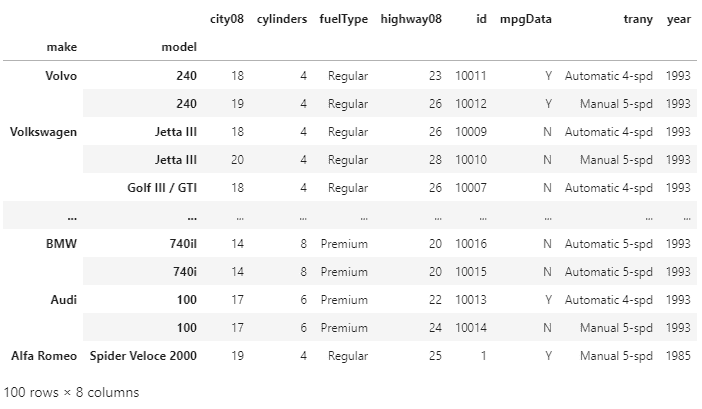 city08 cylinders fuelType highway08 id mpgData trany year
make model
Volvo 240 18 4 Regular 23 10011 Y Automatic 4-spd 1993
240 19 4 Regular 26 10012 Y Manual 5-spd 1993
Volkswagen Jetta III 18 4 Regular 26 10009 N Automatic 4-spd 1993
Jetta III 20 4 Regular 28 10010 N Manual 5-spd 1993
Golf III / GTI 18 4 Regular 26 10007 N Automatic 4-spd 1993
... ... ... ... ... ... ... ... ... ...
BMW 740il 14 8 Premium 20 10016 N Automatic 5-spd 1993
740i 14 8 Premium 20 10015 N Automatic 5-spd 1993
Audi 100 17 6 Premium 22 10013 Y Automatic 4-spd 1993
100 17 6 Premium 24 10014 N Manual 5-spd 1993
Alfa Romeo Spider Veloce 2000 19 4 Regular 25 1 Y Manual 5-spd 1985
100 rows × 8 columns